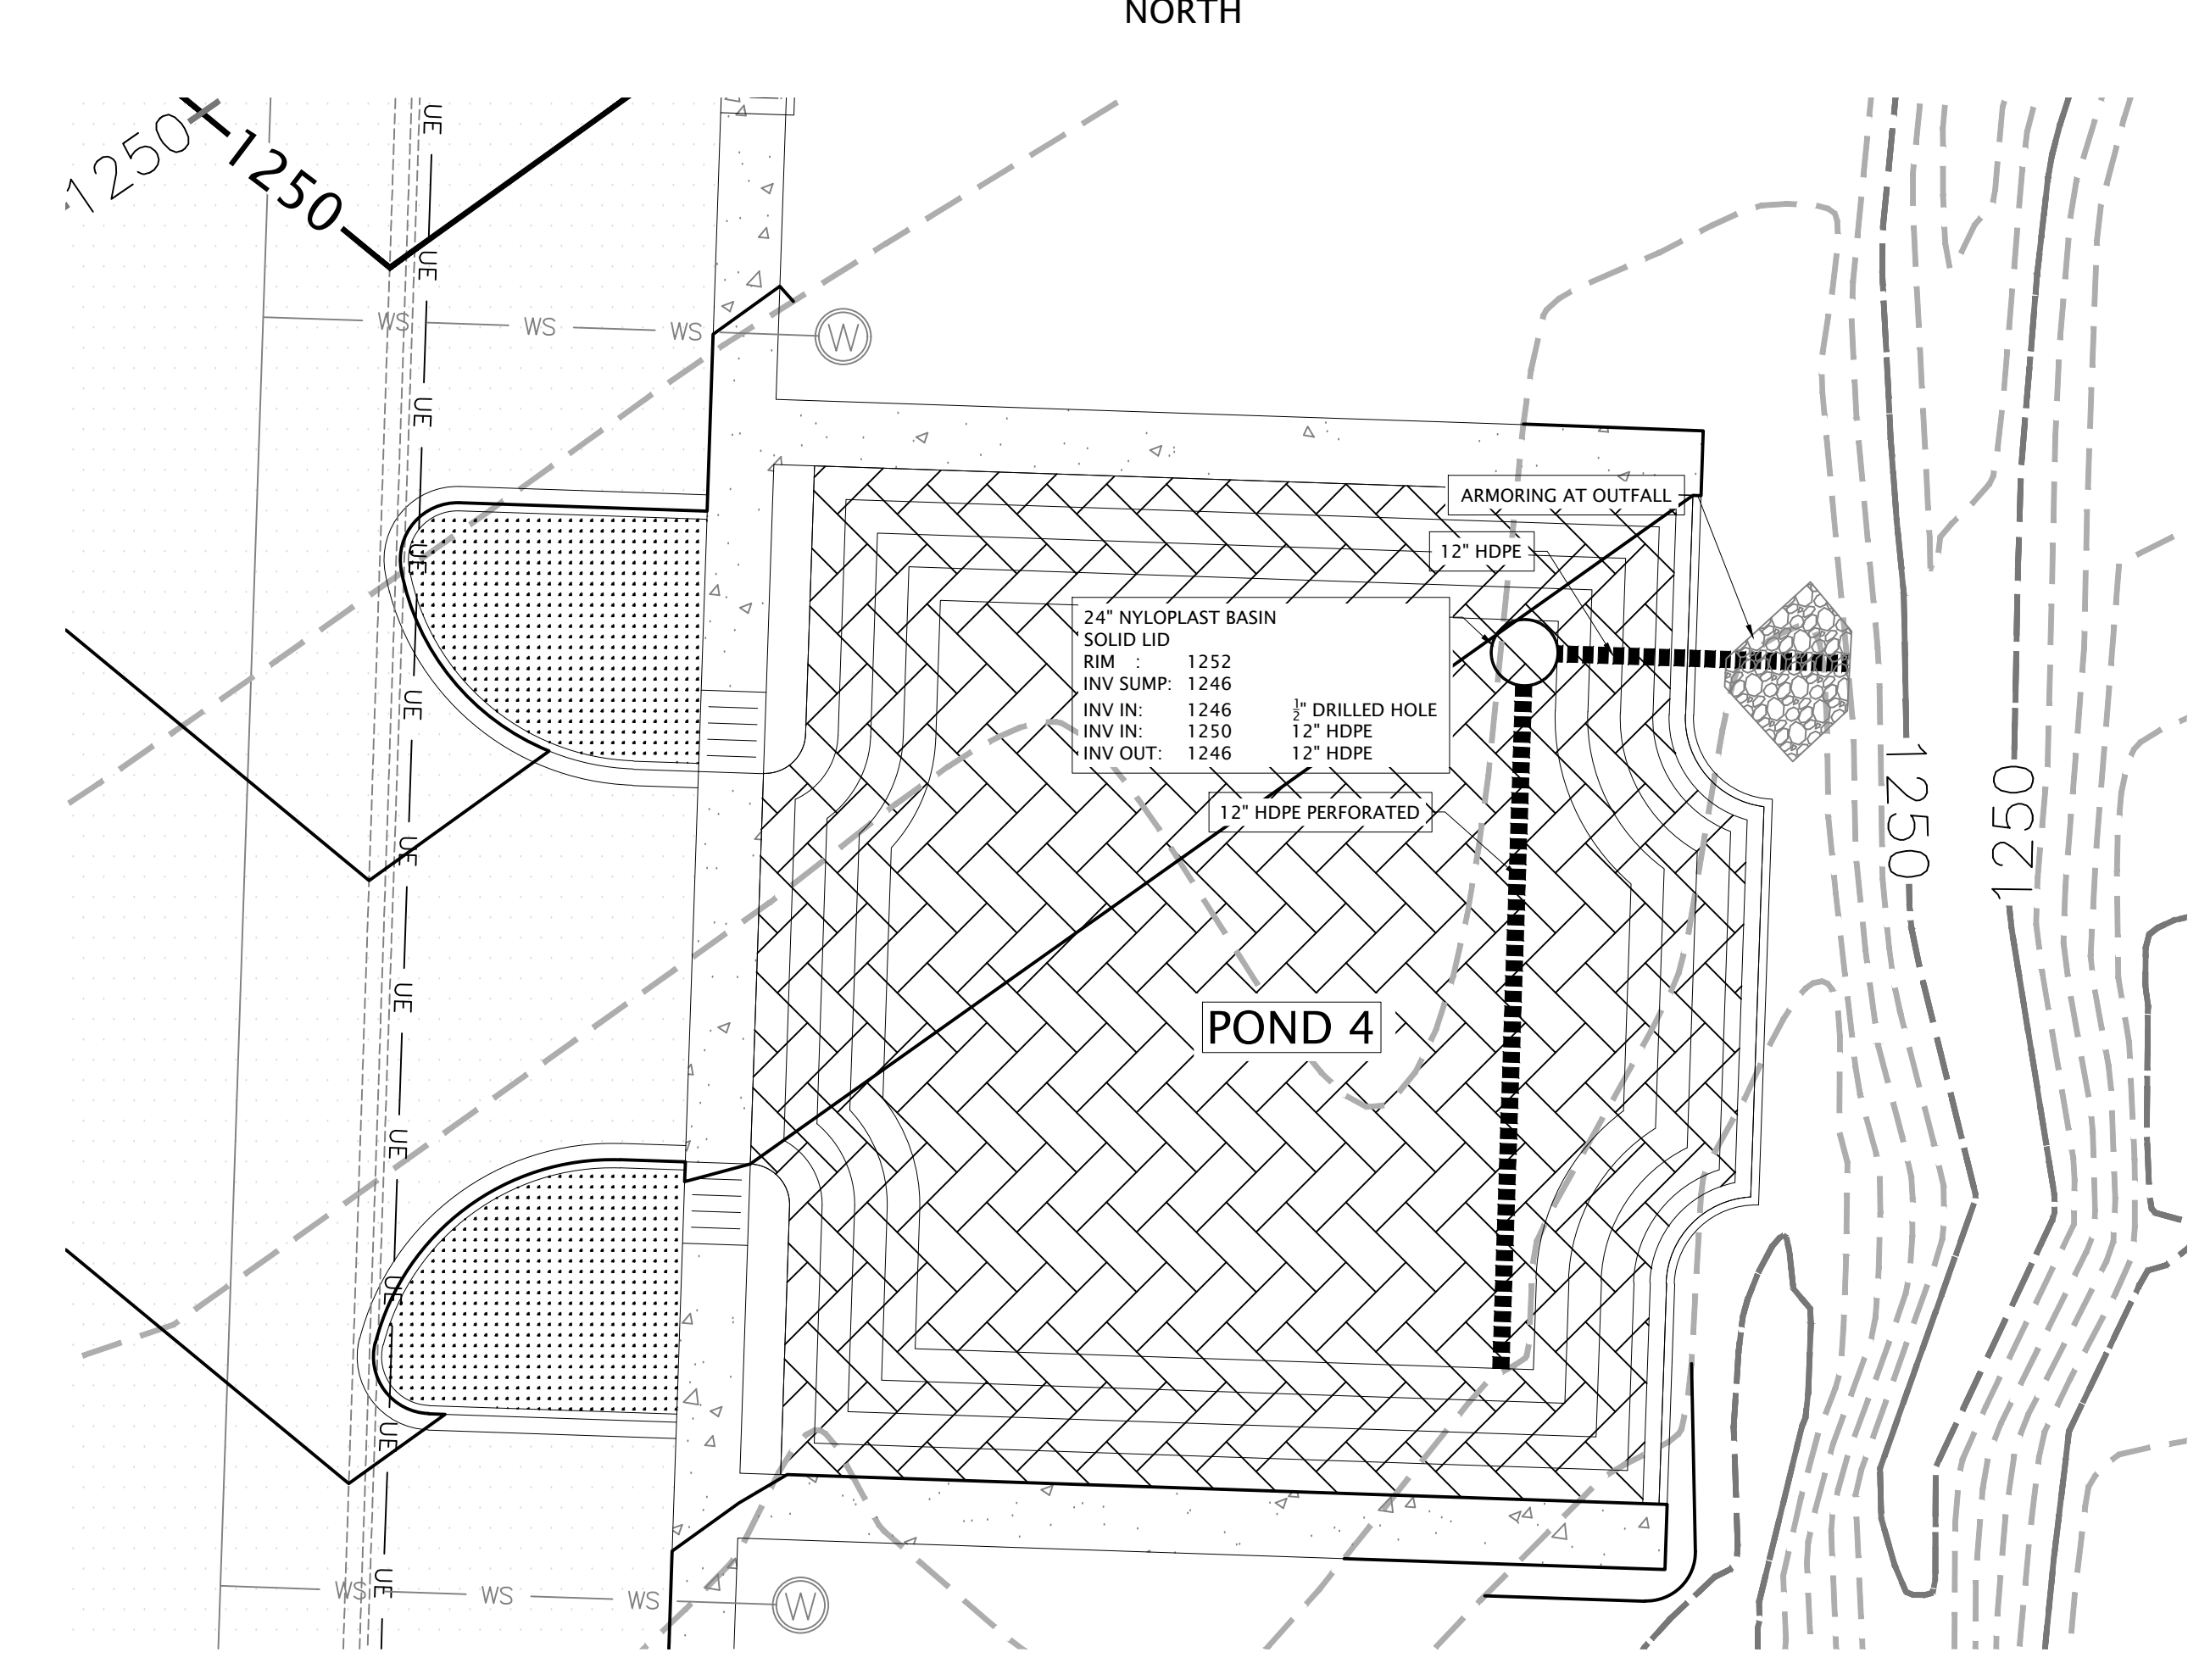 NORTH
1250
1250
UE
UE
WS WS WS W
UE
ARMORING AT OUTFALL
UE
12" HDPE
24" NYLOPLAST BASIN
SOLID LID
RIM : 1252
INV SUMP: 1246
INV IN: 1246 ½" DRILLED HOLE
INV IN: 1250 12" HDPE
INV OUT: 1246 12" HDPE
UE
12" HDPE PERFORATED
1250
1250
UE
UE
POND 4
UE
UE
UE
UE
WS WS WS W